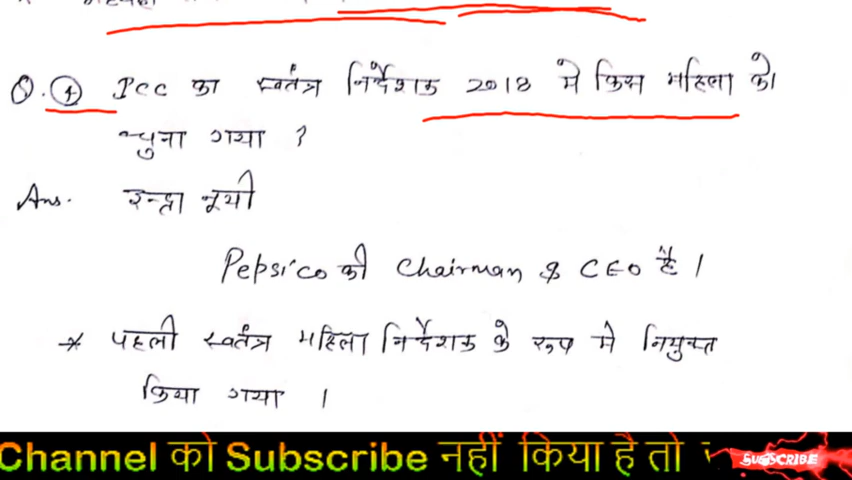 Q. 4 ICC का स्वतंत्र निर्देशक 2018 मे किस महिला को
चुना गया ?
Ans. इन्द्रा नूयी
Pepsico की Chairman & CEO है ।
* पहली स्वतंत्र महिला निर्देशक के रूप मे नियुक्त
किया गया ।
Channel को Subscribe नहीं किया है तो
SUBSCRIBE